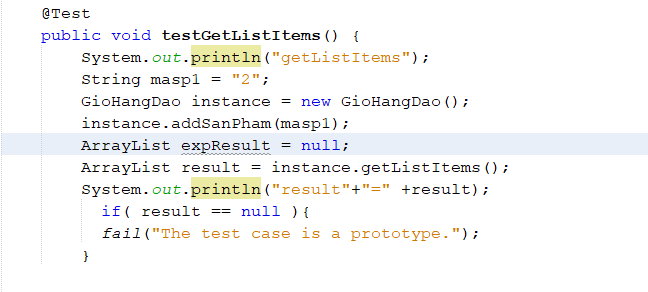 @Test
public void testGetListItems() {
System.out.println("getListItems");
String masp1 = "2";
GioHangDao instance = new GioHangDao();
instance.addSanPham(masp1);
ArrayList expResult = null;
ArrayList result = instance.getListItems();
System.out.println("result"+"=" +result);
if( result == null ){
fail("The test case is a prototype.");
}